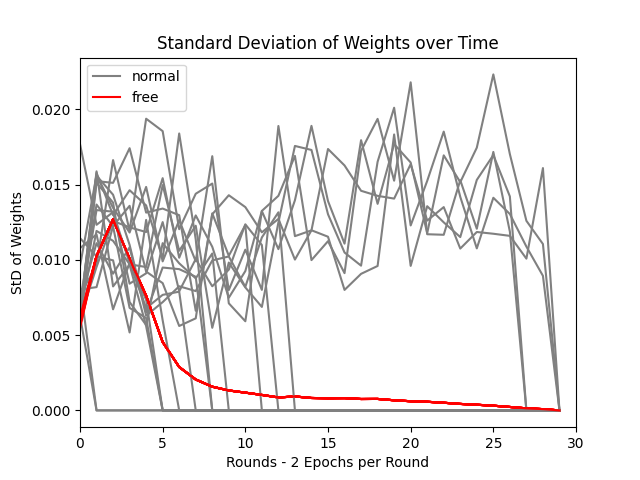 Standard Deviation of Weights over Time
normal
free
StD of Weights
0.020
0.015
0.010
0.005
0.000
0 5 10 15 20 25 30
Rounds - 2 Epochs per Round